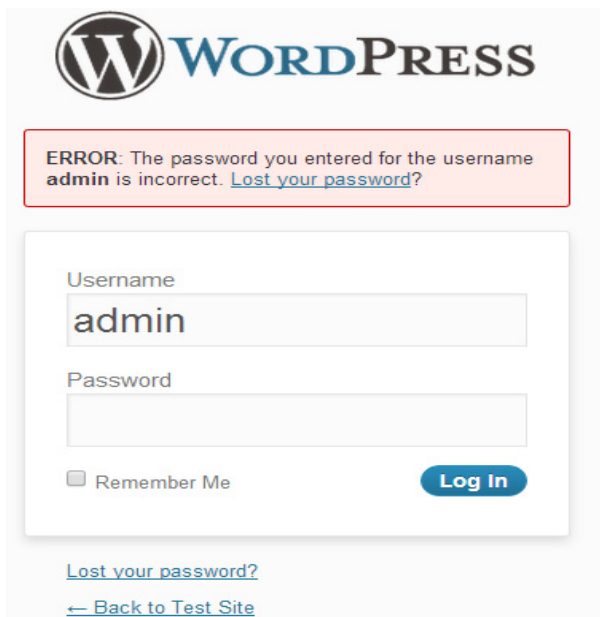 WORDPRESS
ERROR: The password you entered for the username
admin is incorrect. Lost your password?
Username
admin
Password
Remember Me
Log In
Lost your password?
← Back to Test Site